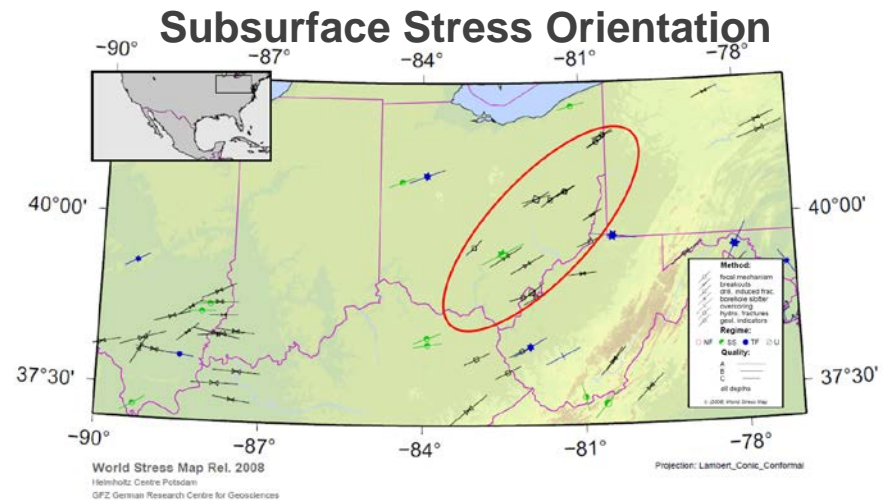 Subsurface Stress Orientation
−90°
−87°
−84°
−81°
−78°
40°00'
40°00'
37°30'
37°30'
Method:
focal mechanism
breakouts
drill. induced frac.
borehole slotter
overcoring
hydro. fractures
geol. indicators
Regime:
NF SS TF U
Quality:
A
B
C
all depths
© (2008) World Stress Map
−90°
−87°
−84°
−81°
−78°
World Stress Map Rel. 2008
Helmholtz Centre Potsdam
GFZ German Research Centre for Geosciences
Projection: Lambert_Conic_Conformal